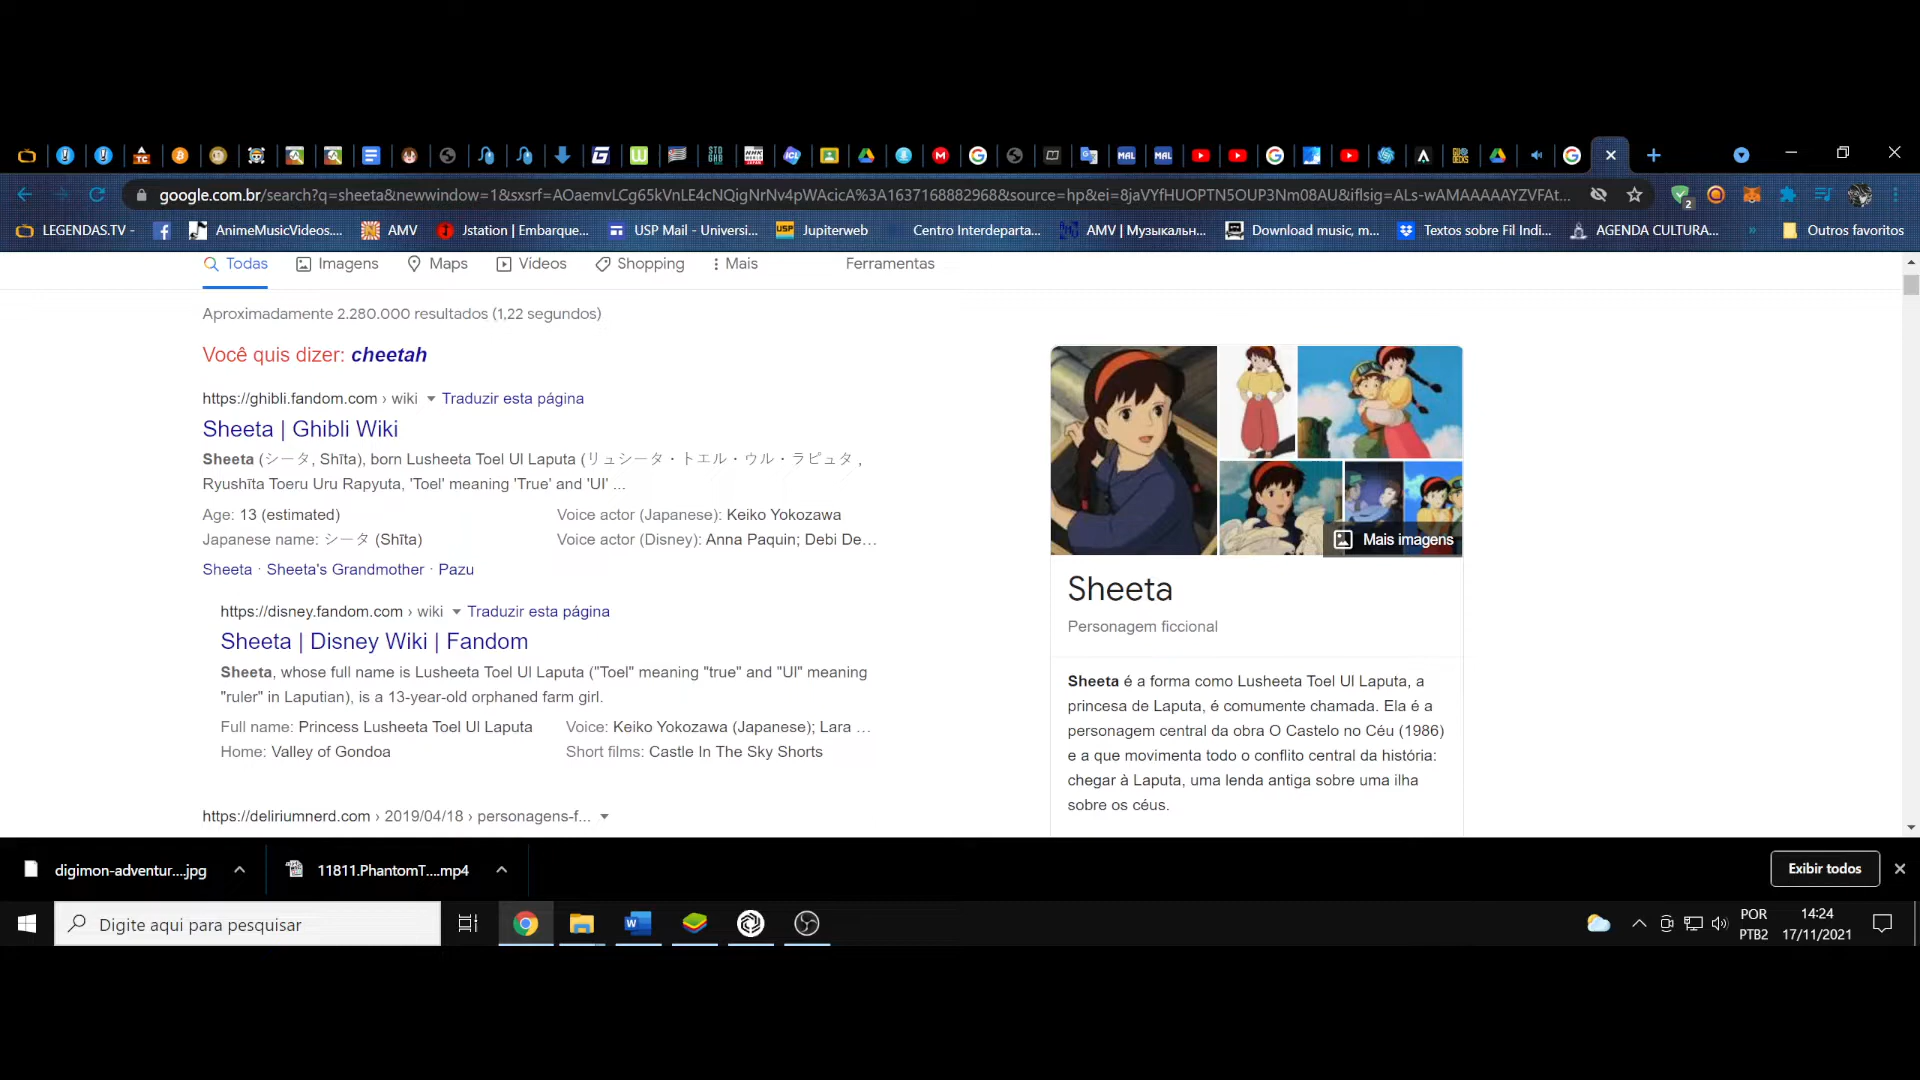 google.com.br/search?q=sheeta&newwindow=1&sxsrf=AOaemvLCg65kVnLE4cNQigNrNv4pWAcicA%3A1637168882968&source=hp&ei=8jaVYfHUOPTN5OUP3Nm08AU&iflsig=ALs-wAMAAAAAYZVFAt...
2
LEGENDAS.TV -
AnimeMusicVideos....
AMV
Jstation | Embarque...
USP Mail - Universi...
Jupiterweb
Centro Interdeparta...
AMV | Музыкальн...
Download music, m...
Textos sobre Fil Indi...
AGENDA CULTURA...
»
Outros favoritos
Todas
Imagens
Maps
Vídeos
Shopping
Mais
Ferramentas
Aproximadamente 2.280.000 resultados (1,22 segundos)
Você quis dizer: cheetah
https://ghibli.fandom.com › wiki Traduzir esta página
Sheeta | Ghibli Wiki
Sheeta (シータ, Shīta), born Lusheeta Toel Ul Laputa (リュシータ・トエル・ウル・ラピュタ ,
Ryushīta Toeru Uru Rapyuta, 'Toel' meaning 'True' and 'Ul' ...
Age: 13 (estimated)
Voice actor (Japanese): Keiko Yokozawa
Japanese name: シータ (Shīta)
Voice actor (Disney): Anna Paquin; Debi De...
Sheeta · Sheeta's Grandmother · Pazu
https://disney.fandom.com › wiki Traduzir esta página
Sheeta | Disney Wiki | Fandom
Sheeta, whose full name is Lusheeta Toel Ul Laputa ("Toel" meaning "true" and "Ul" meaning
"ruler" in Laputian), is a 13-year-old orphaned farm girl.
Full name: Princess Lusheeta Toel Ul Laputa
Voice: Keiko Yokozawa (Japanese); Lara ...
Home: Valley of Gondoa
Short films: Castle In The Sky Shorts
https://deliriumnerd.com › 2019/04/18 › personagens-f...
Mais imagens
Sheeta
Personagem ficcional
Sheeta é a forma como Lusheeta Toel Ul Laputa, a
princesa de Laputa, é comumente chamada. Ela é a
personagem central da obra O Castelo no Céu (1986)
e a que movimenta todo o conflito central da história:
chegar à Laputa, uma lenda antiga sobre uma ilha
sobre os céus.
digimon-adventur....jpg
11811.PhantomT....mp4
Exibir todos
Digite aqui para pesquisar
POR
PTB2
14:24
17/11/2021